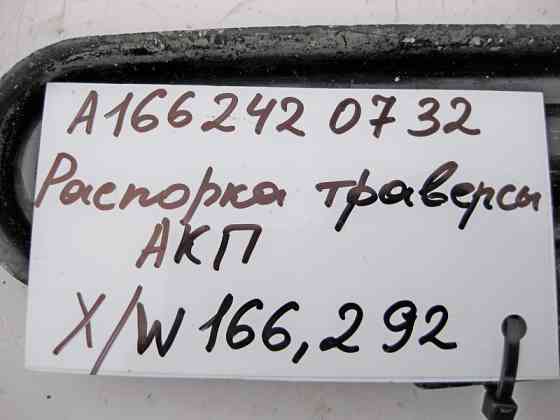 A166 242 07 32
Распорка траверсы
АКП
X/W 166, 292